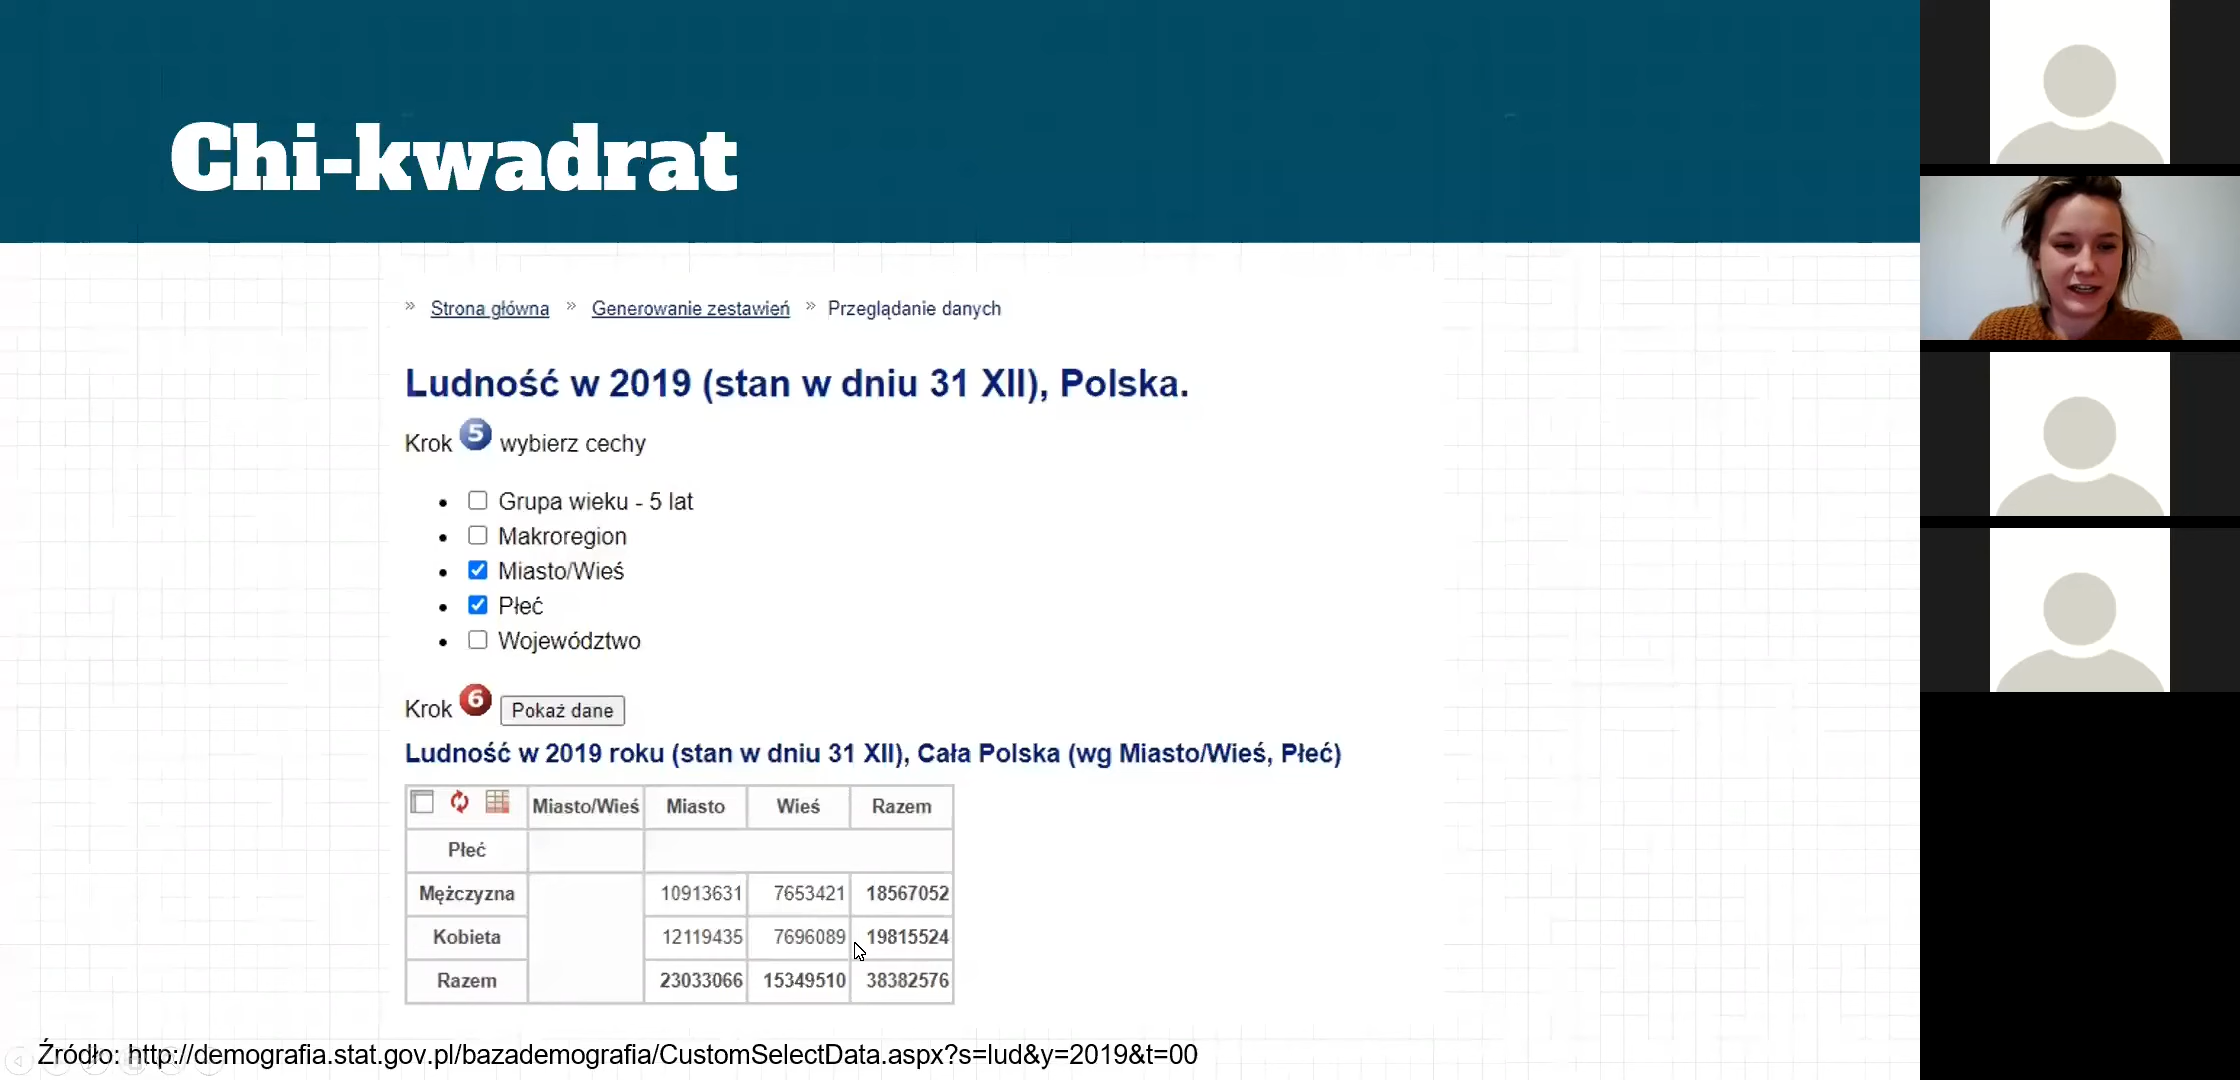 Chi-kwadrat
» Strona główna » Generowanie zestawień » Przeglądanie danych
Ludność w 2019 (stan w dniu 31 XII), Polska.
Krok 5 wybierz cechy
Grupa wieku - 5 lat
Makroregion
Miasto/Wieś
Płeć
Województwo
Krok 6 Pokaż dane
Ludność w 2019 roku (stan w dniu 31 XII), Cała Polska (wg Miasto/Wieś, Płeć)
Miasto/Wieś Miasto Wieś Razem
Płeć
Mężczyzna 10913631 7653421 18567052
Kobieta 12119435 7696089 19815524
Razem 23033066 15349510 38382576
Źródło: http://demografia.stat.gov.pl/bazademografia/CustomSelectData.aspx?s=lud&y=2019&t=00